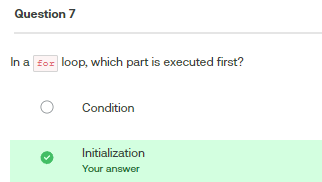 Question 7
In a for loop, which part is executed first?
Condition
Initialization
Your answer